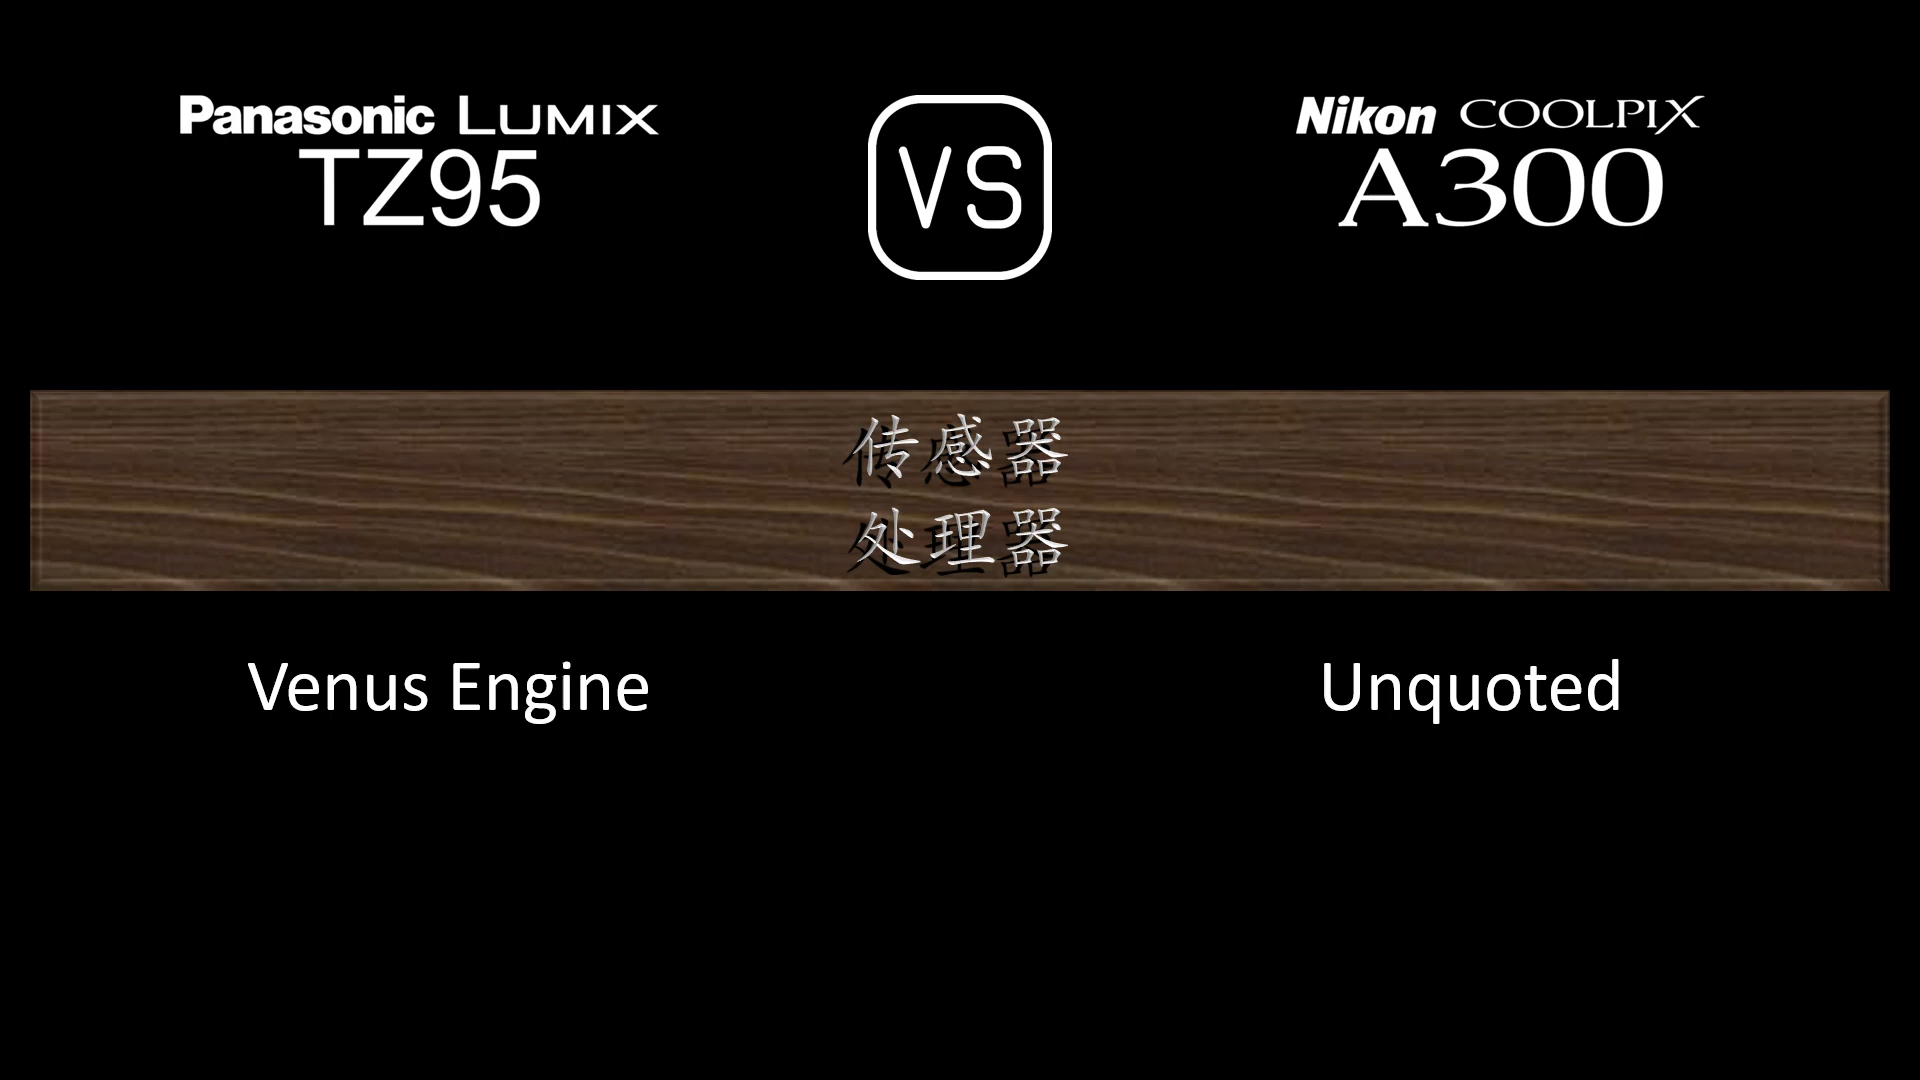 Panasonic LUMIX
TZ95
VS
Nikon COOLPIX
A300
传感器
处理器
Venus Engine
Unquoted